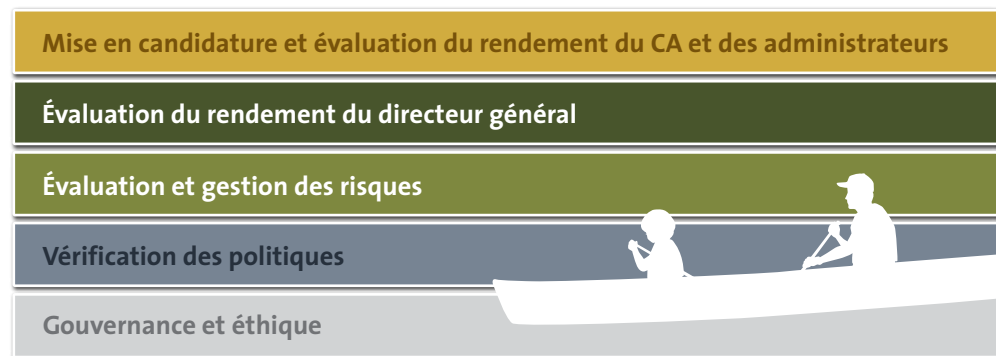 Mise en candidature et évaluation du rendement du CA et des administrateurs
Évaluation du rendement du directeur général
Évaluation et gestion des risques
Vérification des politiques
Gouvernance et éthique